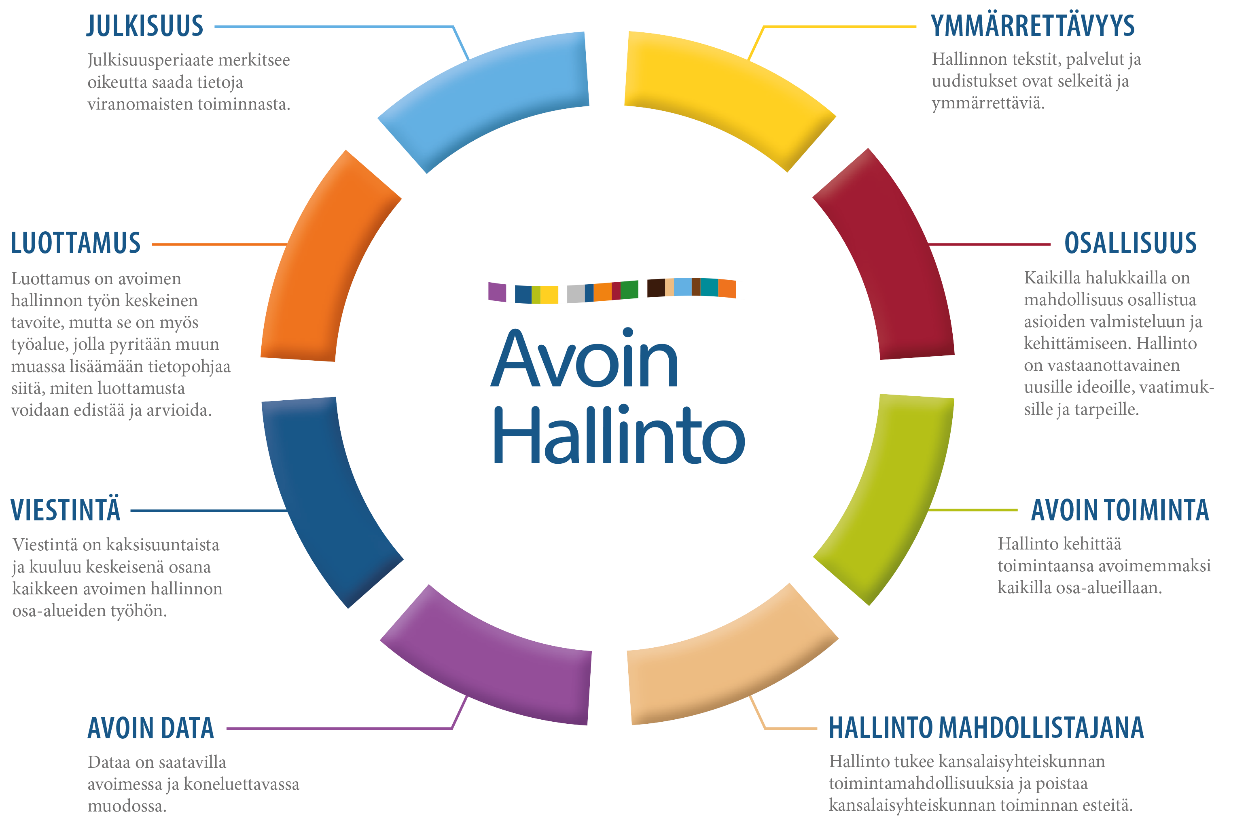 JULKISUUS
Julkisuusperiaate merkitsee
oikeutta saada tietoja
viranomaisten toiminnasta.
YMMÄRRETTÄVYYS
Hallinnon tekstit, palvelut ja
uudistukset ovat selkeitä ja
ymmärrettäviä.
LUOTTAMUS
Luottamus on avoimen
hallinnon työn keskeinen
tavoite, mutta se on myös
työalue, jolla pyritään muun
muassa lisäämään tietopohjaa
siitä, miten luottamusta
voidaan edistää ja arvioida.
OSALLISUUS
Kaikilla halukkailla on
mahdollisuus osallistua
asioiden valmisteluun ja
kehittämiseen. Hallinto
on vastaanottavainen
uusille ideoille, vaatimuk-
sille ja tarpeille.
Avoin
Hallinto
VIESTINTÄ
Viestintä on kaksisuuntaista
ja kuuluu keskeisenä osana
kaikkeen avoimen hallinnon
osa-alueiden työhön.
AVOIN TOIMINTA
Hallinto kehittää
toimintaansa avoimemmaksi
kaikilla osa-alueillaan.
AVOIN DATA
Dataa on saatavilla
avoimessa ja koneluettavassa
muodossa.
HALLINTO MAHDOLLISTAJANA
Hallinto tukee kansalaisyhteiskunnan
toimintamahdollisuuksia ja poistaa
kansalaisyhteiskunnan toiminnan esteitä.